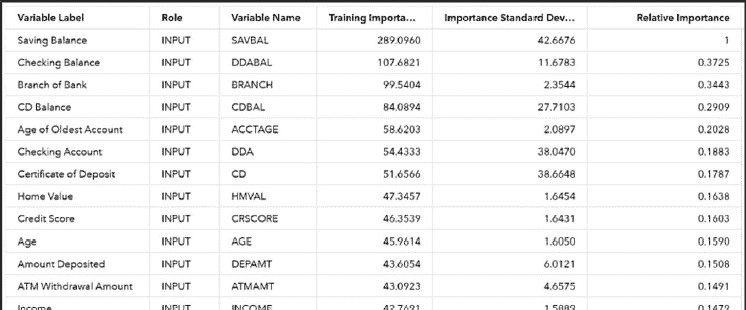 Variable Label Role Variable Name Training Importa... Importance Standard Dev... Relative Importance
Saving Balance INPUT SAVBAL 289.0960 42.6676 1
Checking Balance INPUT DDABAL 107.6821 11.6783 0.3725
Branch of Bank INPUT BRANCH 99.5404 2.3544 0.3443
CD Balance INPUT CDBAL 84.0894 27.7103 0.2909
Age of Oldest Account INPUT ACCTAGE 58.6203 2.0897 0.2028
Checking Account INPUT DDA 54.4333 38.0470 0.1883
Certificate of Deposit INPUT CD 51.6566 38.6648 0.1787
Home Value INPUT HMVAL 47.3457 1.6454 0.1638
Credit Score INPUT CRSCORE 46.3539 1.6431 0.1603
Age INPUT AGE 45.9614 1.6050 0.1590
Amount Deposited INPUT DEPAMT 43.6054 6.0121 0.1508
ATM Withdrawal Amount INPUT ATMAMT 43.0923 4.6575 0.1491
Income INPUT INCOME 42.7691 1.5889 0.1479